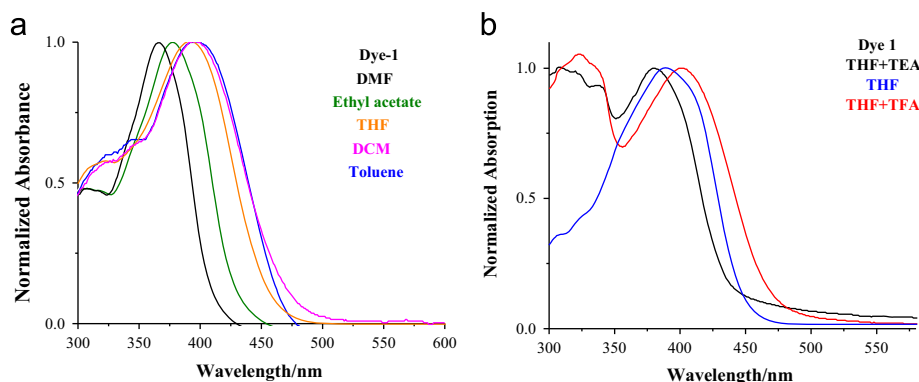 a
Normalized Absorbance
1.0
0.5
0.0
300
350
400
450
500
550
600
Wavelength/nm
Dye-1
DMF
Ethyl acetate
THF
DCM
Toluene
b
Normalized Absorption
1.0
0.5
0.0
300
350
400
450
500
550
Wavelength/nm
Dye 1
THF+TEA
THF
THF+TFA